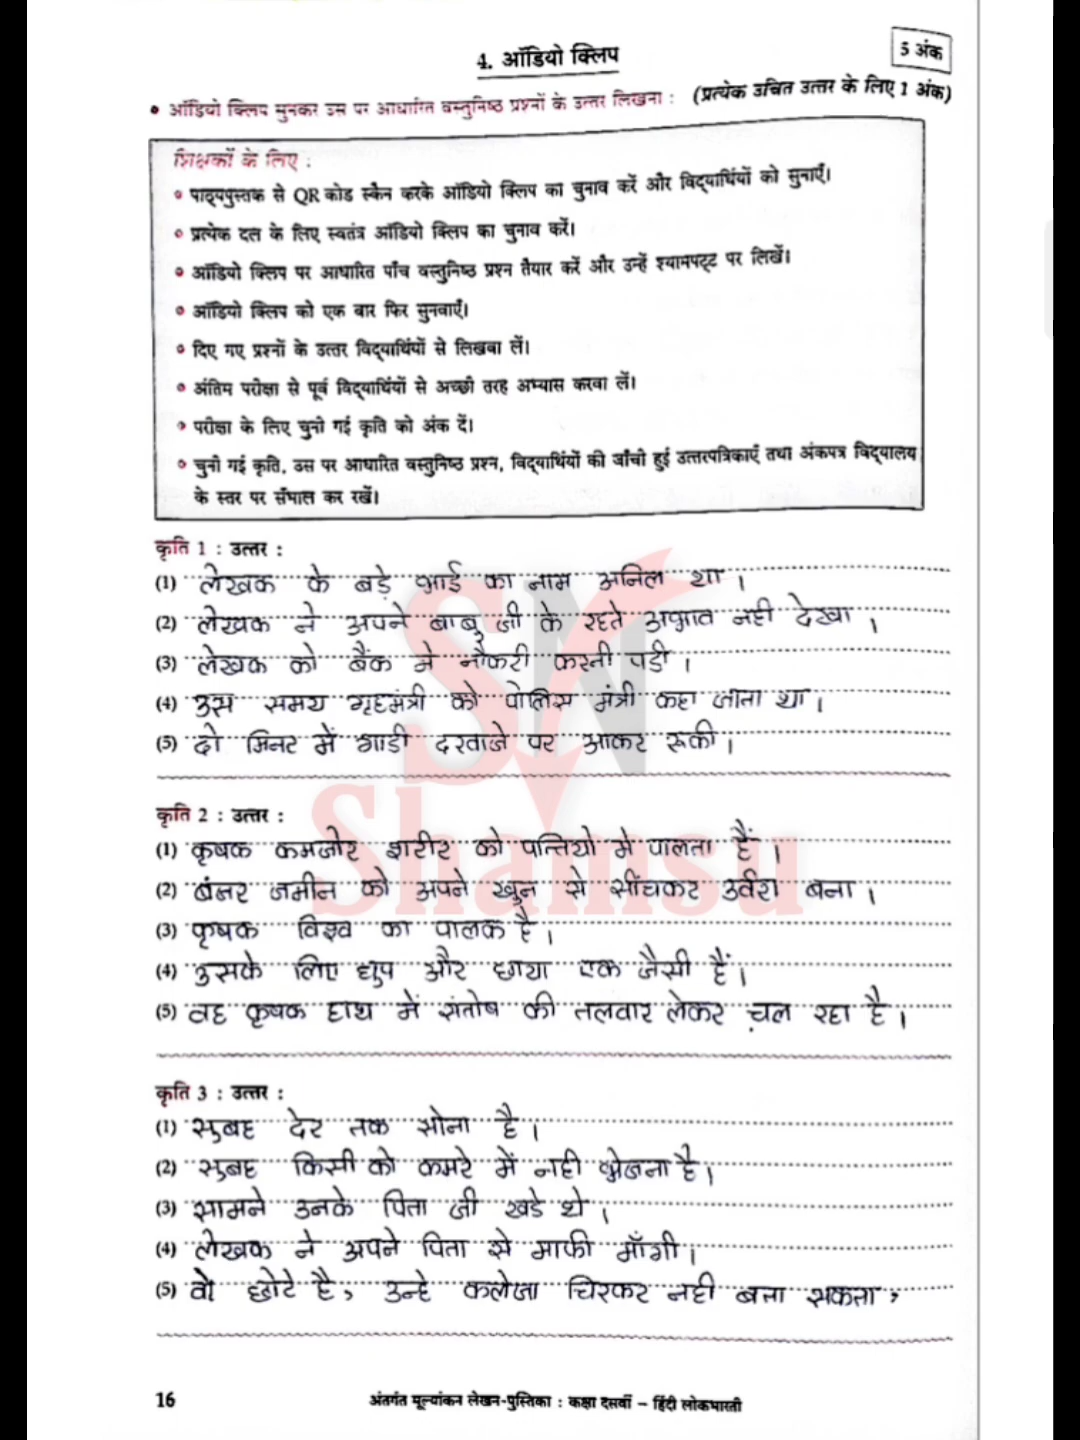 4. ऑडियो क्लिप
5 अंक
• ऑडियो क्लिप सुनकर उस पर आधारित वस्तुनिष्ठ प्रश्नों के उत्तर लिखना : (प्रत्येक उचित उत्तर के लिए 1 अंक)
शिक्षकों के लिए :
• पाठ्यपुस्तक से QR कोड स्कैन करके ऑडियो क्लिप का चुनाव करें और विद्यार्थियों को सुनाएँ।
• प्रत्येक दल के लिए स्वतंत्र ऑडियो क्लिप का चुनाव करें।
• ऑडियो क्लिप पर आधारित पाँच वस्तुनिष्ठ प्रश्न तैयार करें और उन्हें श्यामपट्ट पर लिखें।
• ऑडियो क्लिप को एक बार फिर सुनवाएँ।
• दिए गए प्रश्नों के उत्तर विद्यार्थियों से लिखवा लें।
• अंतिम परीक्षा से पूर्व विद्यार्थियों से अच्छी तरह अभ्यास करवा लें।
• परीक्षा के लिए चुनी गई कृति को अंक दें।
• चुनी गई कृति, उस पर आधारित वस्तुनिष्ठ प्रश्न, विद्यार्थियों की जाँची हुई उत्तरपत्रिकाएँ तथा अंकपत्र विद्यालय
के स्तर पर सँभाल कर रखें।
कृति 1 : उत्तर :
(1) लेखक के बड़े भाई का नाम अनिल था।
(2) लेखक ने अपने बाबु जी के रहते अभाव नही देखा।
(3) लेखक को बैंक मे नौकरी करनी पडी।
(4) उस समय गृहमंत्री को पोलिस मंत्री कहा जाता था।
(5) दो मिनट में गाडी दरवाजे पर आकर रूकी।
कृति 2 : उत्तर :
(1) कृषक कमजोर शरीर को पत्तियो मे पालता हैं।
(2) बंजर जमीन को अपने खुन से सींचकर उर्वरा बना।
(3) कृषक विश्व का पालक है।
(4) उसके लिए धुप और छाया एक जैसी हैं।
(5) वह कृषक हाथ में संतोष की तलवार लेकर चल रहा है।
कृति 3 : उत्तर :
(1) सुबह देर तक सोना है।
(2) सुबह किसी को कमरे में नही भेजना है।
(3) सामने उनके पिता जी खडे थे।
(4) लेखक ने अपने पिता से माफी माँगी।
(5) वो छोटे है, उन्हे कलेजा चिरकर नही बता सकता,
SN
Shamsu
16
अंतर्गत मूल्यांकन लेखन-पुस्तिका : कक्षा दसवीं – हिंदी लोकभारती